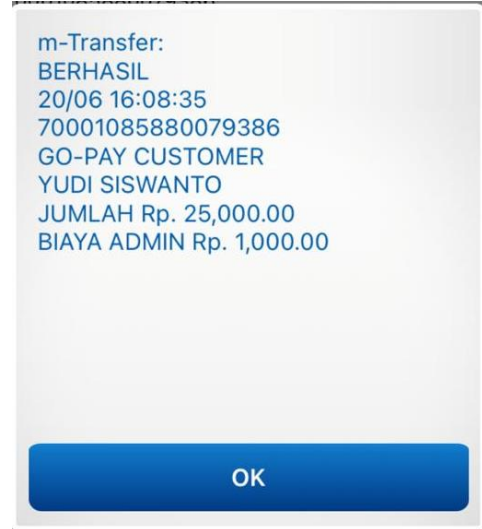 m-Transfer:
BERHASIL
20/06 16:08:35
70001085880079386
GO-PAY CUSTOMER
YUDI SISWANTO
JUMLAH Rp. 25,000.00
BIAYA ADMIN Rp. 1,000.00
OK